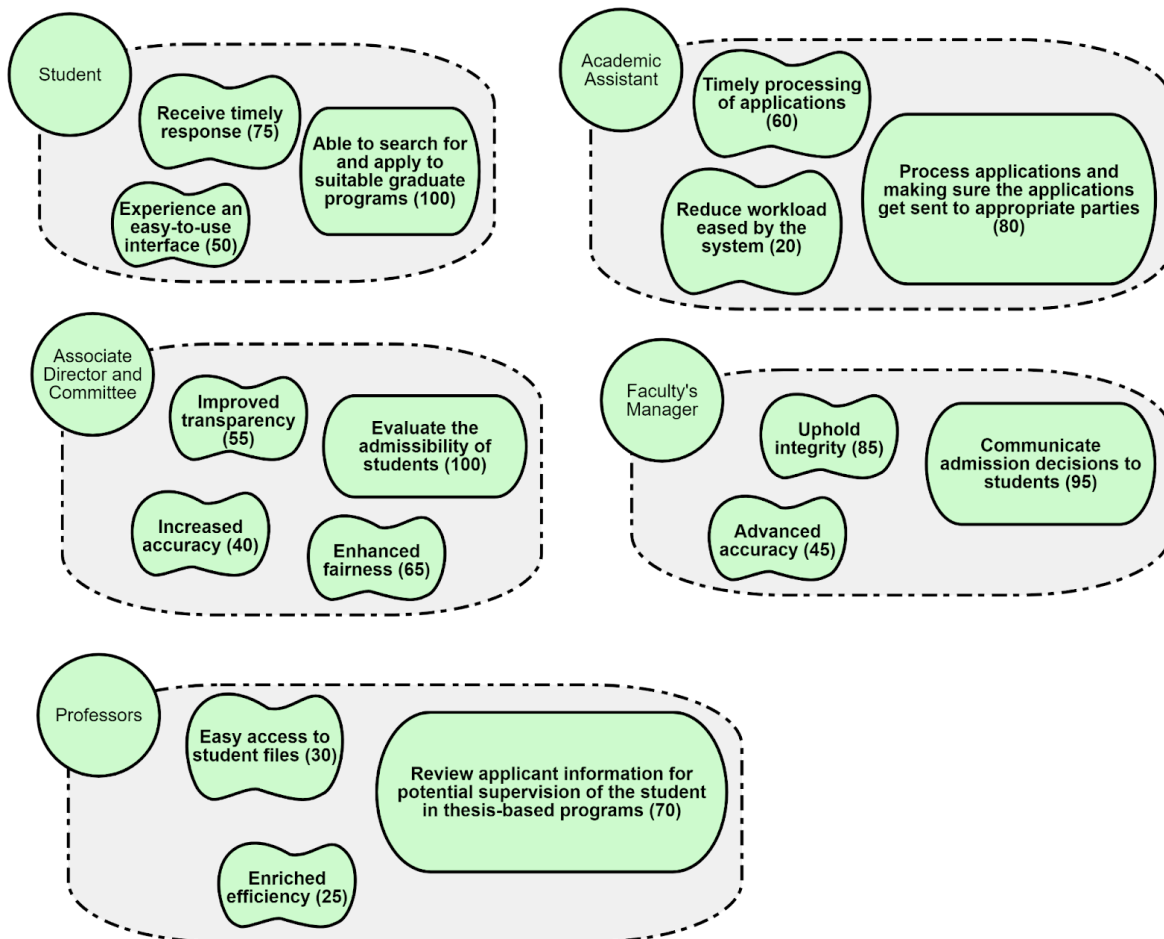 Student
Receive timely
response (75)
Able to search for
and apply to
suitable graduate
programs (100)
Experience an
easy-to-use
interface (50)
Academic
Assistant
Timely processing
of applications
(60)
Process applications and
making sure the applications
get sent to appropriate parties
(80)
Reduce workload
eased by the
system (20)
Associate
Director and
Committee
Improved
transparency
(55)
Evaluate the
admissibility of
students (100)
Increased
accuracy (40)
Enhanced
fairness (65)
Faculty's
Manager
Uphold
integrity (85)
Communicate
admission decisions to
students (95)
Advanced
accuracy (45)
Professors
Easy access to
student files (30)
Review applicant information for
potential supervision of the student
in thesis-based programs (70)
Enriched
efficiency (25)